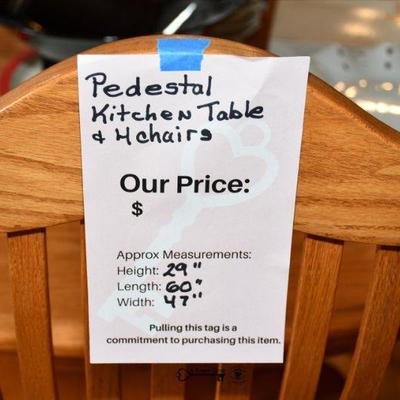 Pedestal
Kitchen Table
& 4 chairs
Our Price:
$
Approx Measurements:
Height: 29"
Length: 60"
Width: 47"
Pulling this tag is a
commitment to purchasing this item.